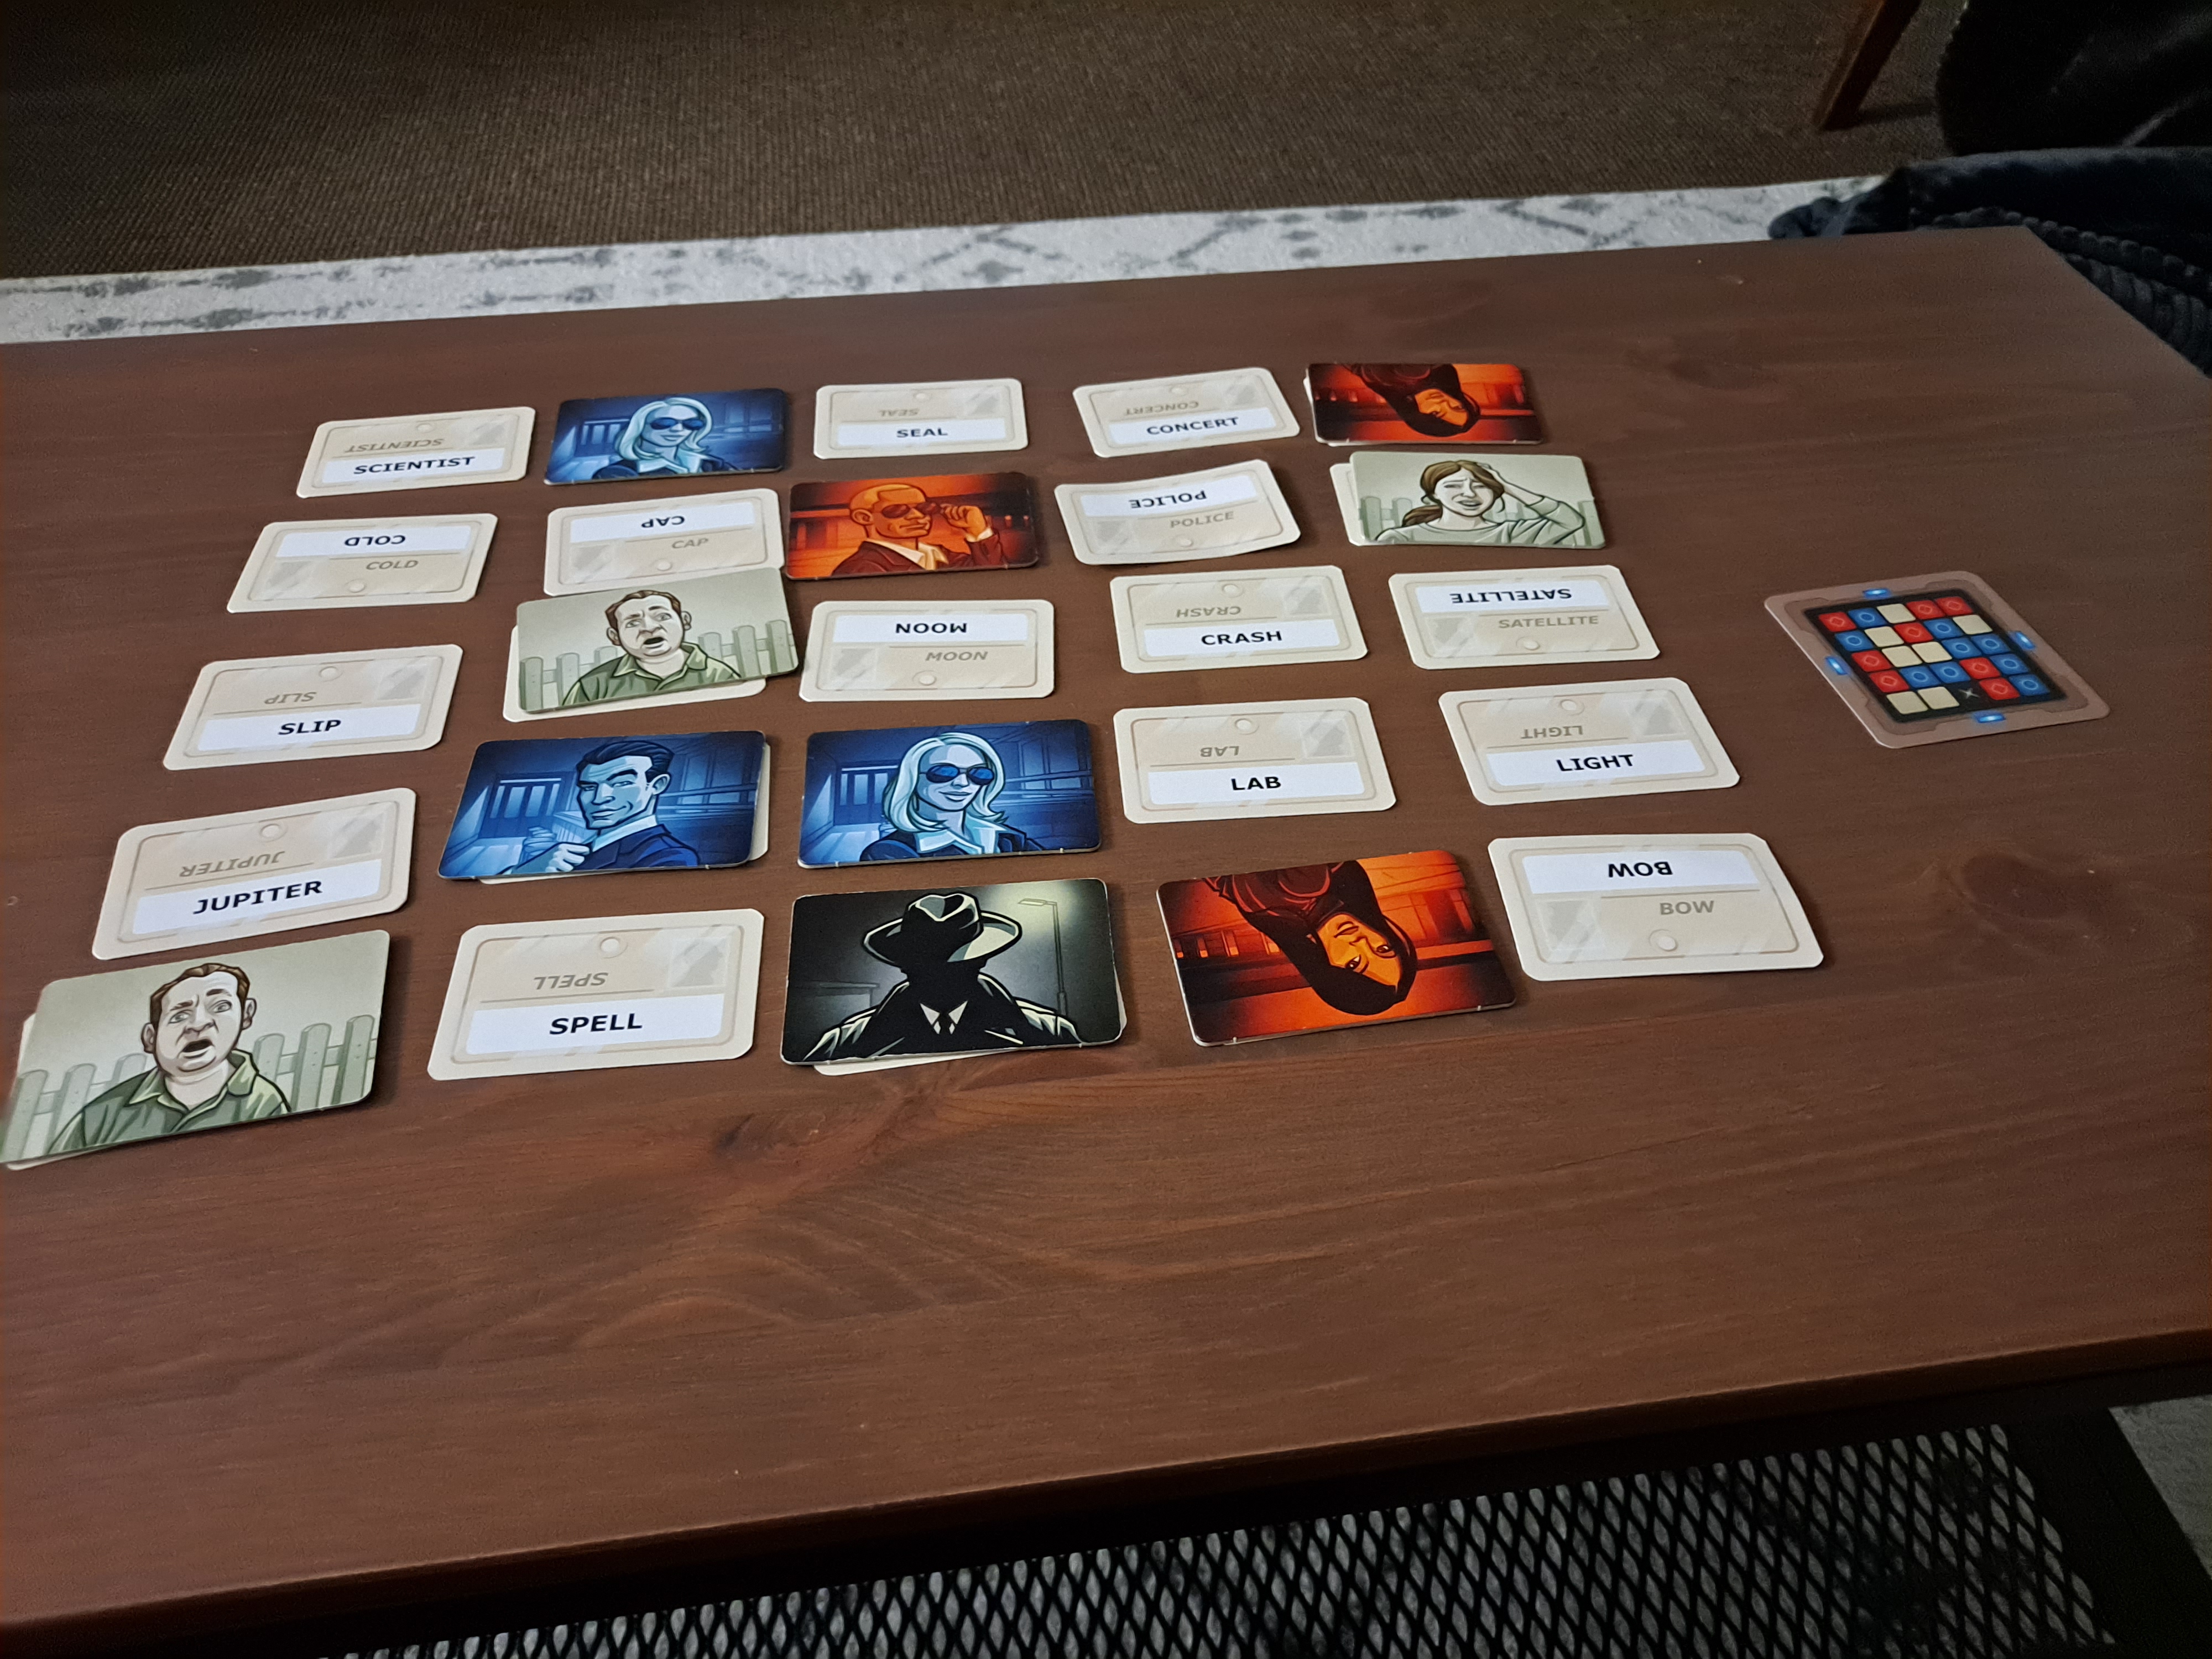 SCIENTIST
SCIENTIST
SEAL
SEAL
CONCERT
CONCERT
COLD
COLD
CAP
CAP
POLICE
POLICE
SLIP
SLIP
MOON
MOON
CRASH
CRASH
SATELLITE
SATELLITE
JUPITER
JUPITER
LAB
LAB
LIGHT
LIGHT
SPELL
SPELL
BOW
BOW